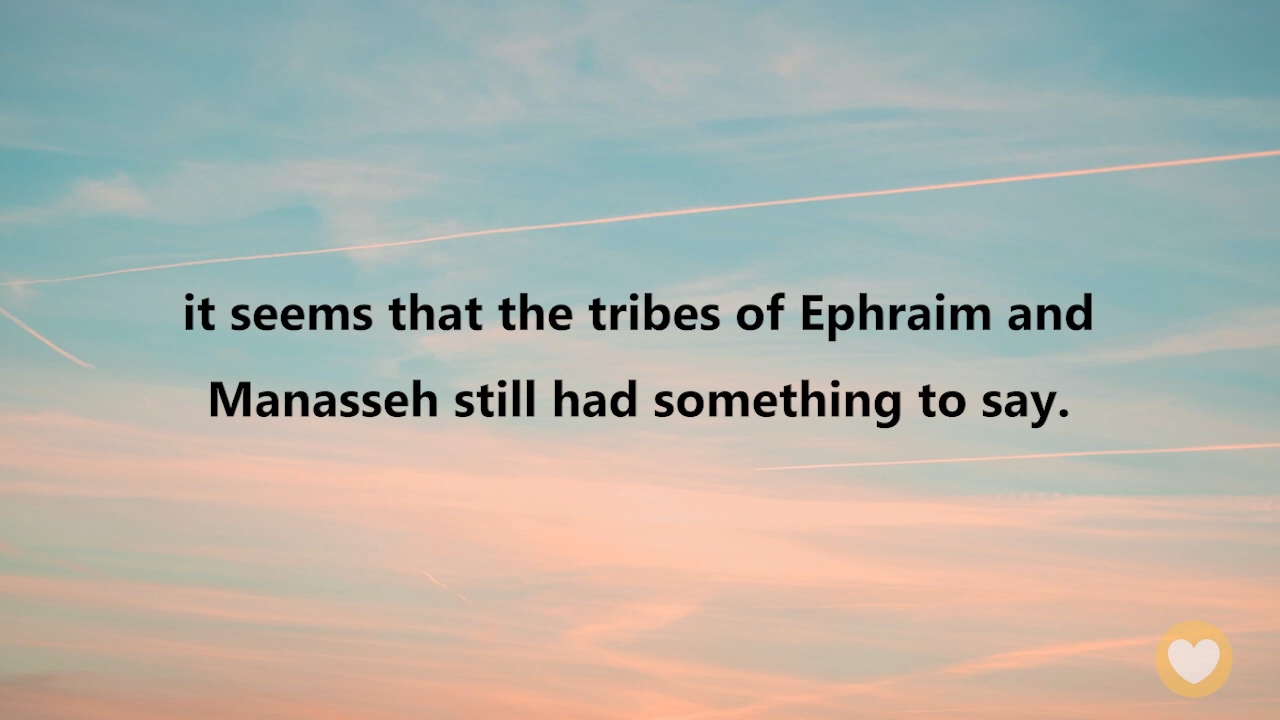 it seems that the tribes of Ephraim and
Manasseh still had something to say.